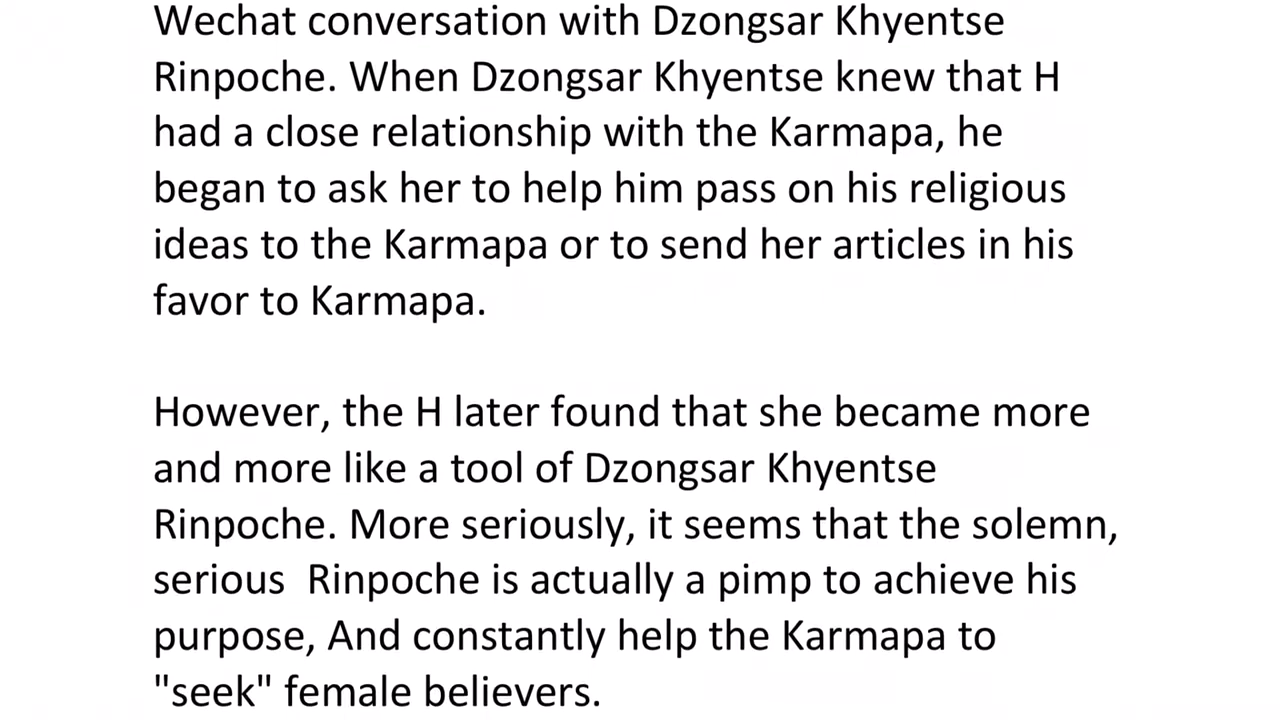 Wechat conversation with Dzongsar Khyentse
Rinpoche. When Dzongsar Khyentse knew that H
had a close relationship with the Karmapa, he
began to ask her to help him pass on his religious
ideas to the Karmapa or to send her articles in his
favor to Karmapa.
However, the H later found that she became more
and more like a tool of Dzongsar Khyentse
Rinpoche. More seriously, it seems that the solemn,
serious  Rinpoche is actually a pimp to achieve his
purpose, And constantly help the Karmapa to
"seek" female believers.